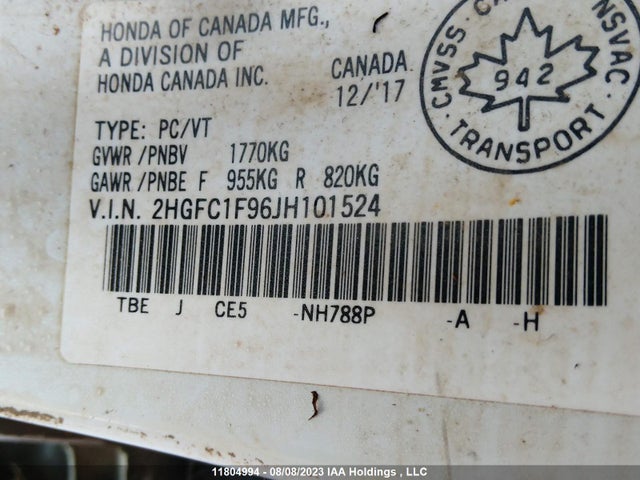 HONDA OF CANADA MFG.,
A DIVISION OF
HONDA CANADA INC.
CANADA
12/'17
CMVSS
NSVAC
942
TRANSPORT
TYPE: PC/VT
GVWR/PNBV 1770KG
GAWR/PNBE F 955KG R 820KG
V.I.N. 2HGFC1F96JH101524
TBE J CE5 -NH788P -A -H
11804994 - 08/08/2023 IAA Holdings , LLC